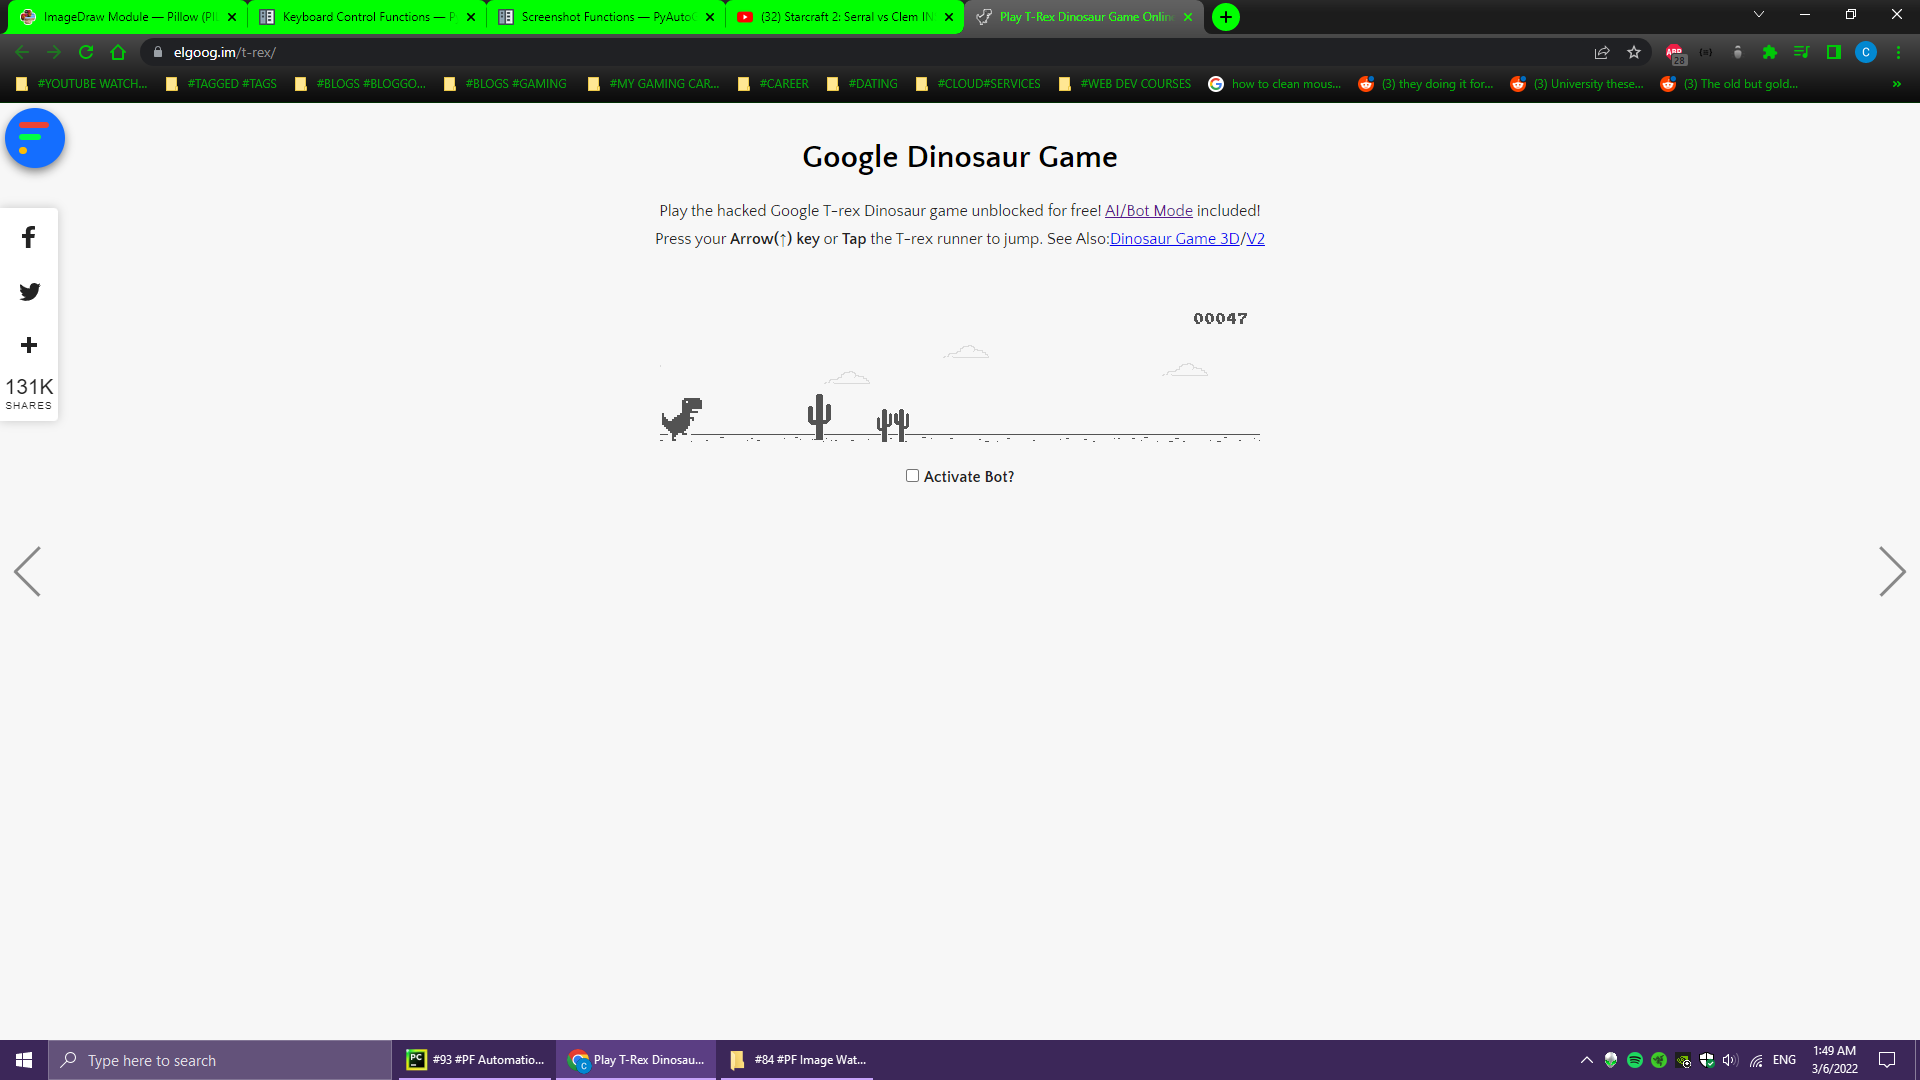 ImageDraw Module — Pillow (PIL
Keyboard Control Functions — P
Screenshot Functions — PyAuto
(32) Starcraft 2: Serral vs Clem IN
Play T-Rex Dinosaur Game Onlin
elgoog.im/t-rex/
ABP
28
C
#YOUTUBE WATCH...
#TAGGED #TAGS
#BLOGS #BLOGGO...
#BLOGS #GAMING
#MY GAMING CAR...
#CAREER
#DATING
#CLOUD#SERVICES
#WEB DEV COURSES
how to clean mous...
(3) they doing it for...
(3) University these...
(3) The old but gold...
»
Google Dinosaur Game
Play the hacked Google T-rex Dinosaur game unblocked for free! AI/Bot Mode included!
Press your Arrow(↑) key or Tap the T-rex runner to jump. See Also:Dinosaur Game 3D/V2
00047
131K
SHARES
Activate Bot?
Type here to search
PC
#93 #PF Automatio...
C
Play T-Rex Dinosau...
#84 #PF Image Wat...
ENG
1:49 AM
3/6/2022